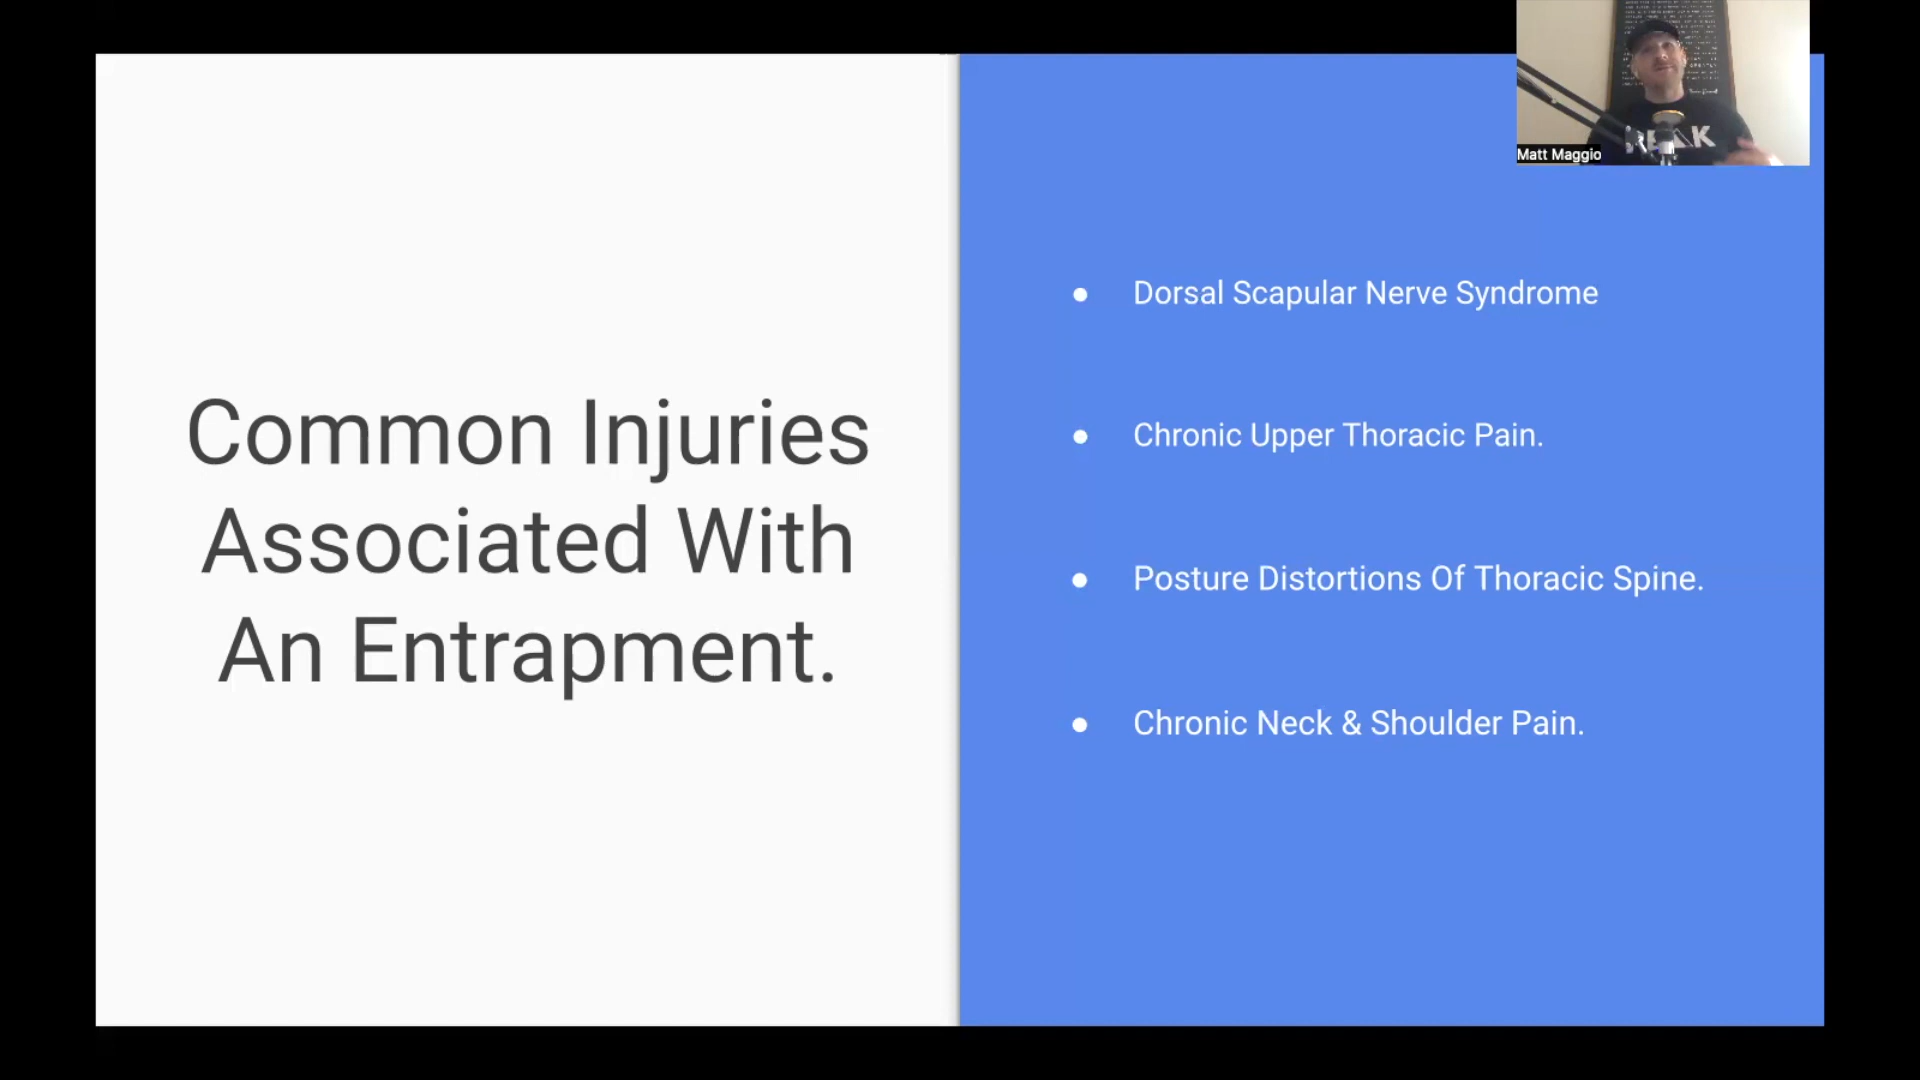 Common Injuries
Associated With
An Entrapment.
Dorsal Scapular Nerve Syndrome
Chronic Upper Thoracic Pain.
Posture Distortions Of Thoracic Spine.
Chronic Neck & Shoulder Pain.
Matt Maggio